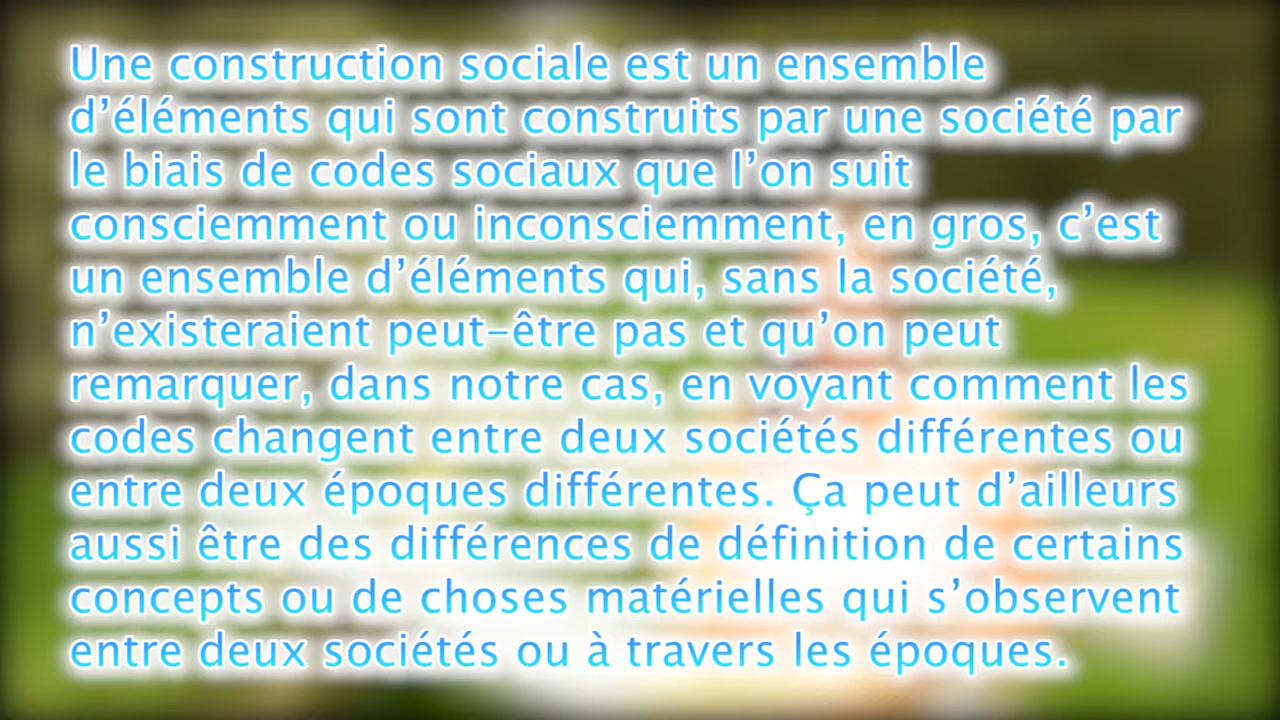 Une construction sociale est un ensemble
d’éléments qui sont construits par une société par
le biais de codes sociaux que l’on suit
consciemment ou inconsciemment, en gros, c’est
un ensemble d’éléments qui, sans la société,
n’existeraient peut-être pas et qu’on peut
remarquer, dans notre cas, en voyant comment les
codes changent entre deux sociétés différentes ou
entre deux époques différentes. Ça peut d’ailleurs
aussi être des différences de définition de certains
concepts ou de choses matérielles qui s’observent
entre deux sociétés ou à travers les époques.